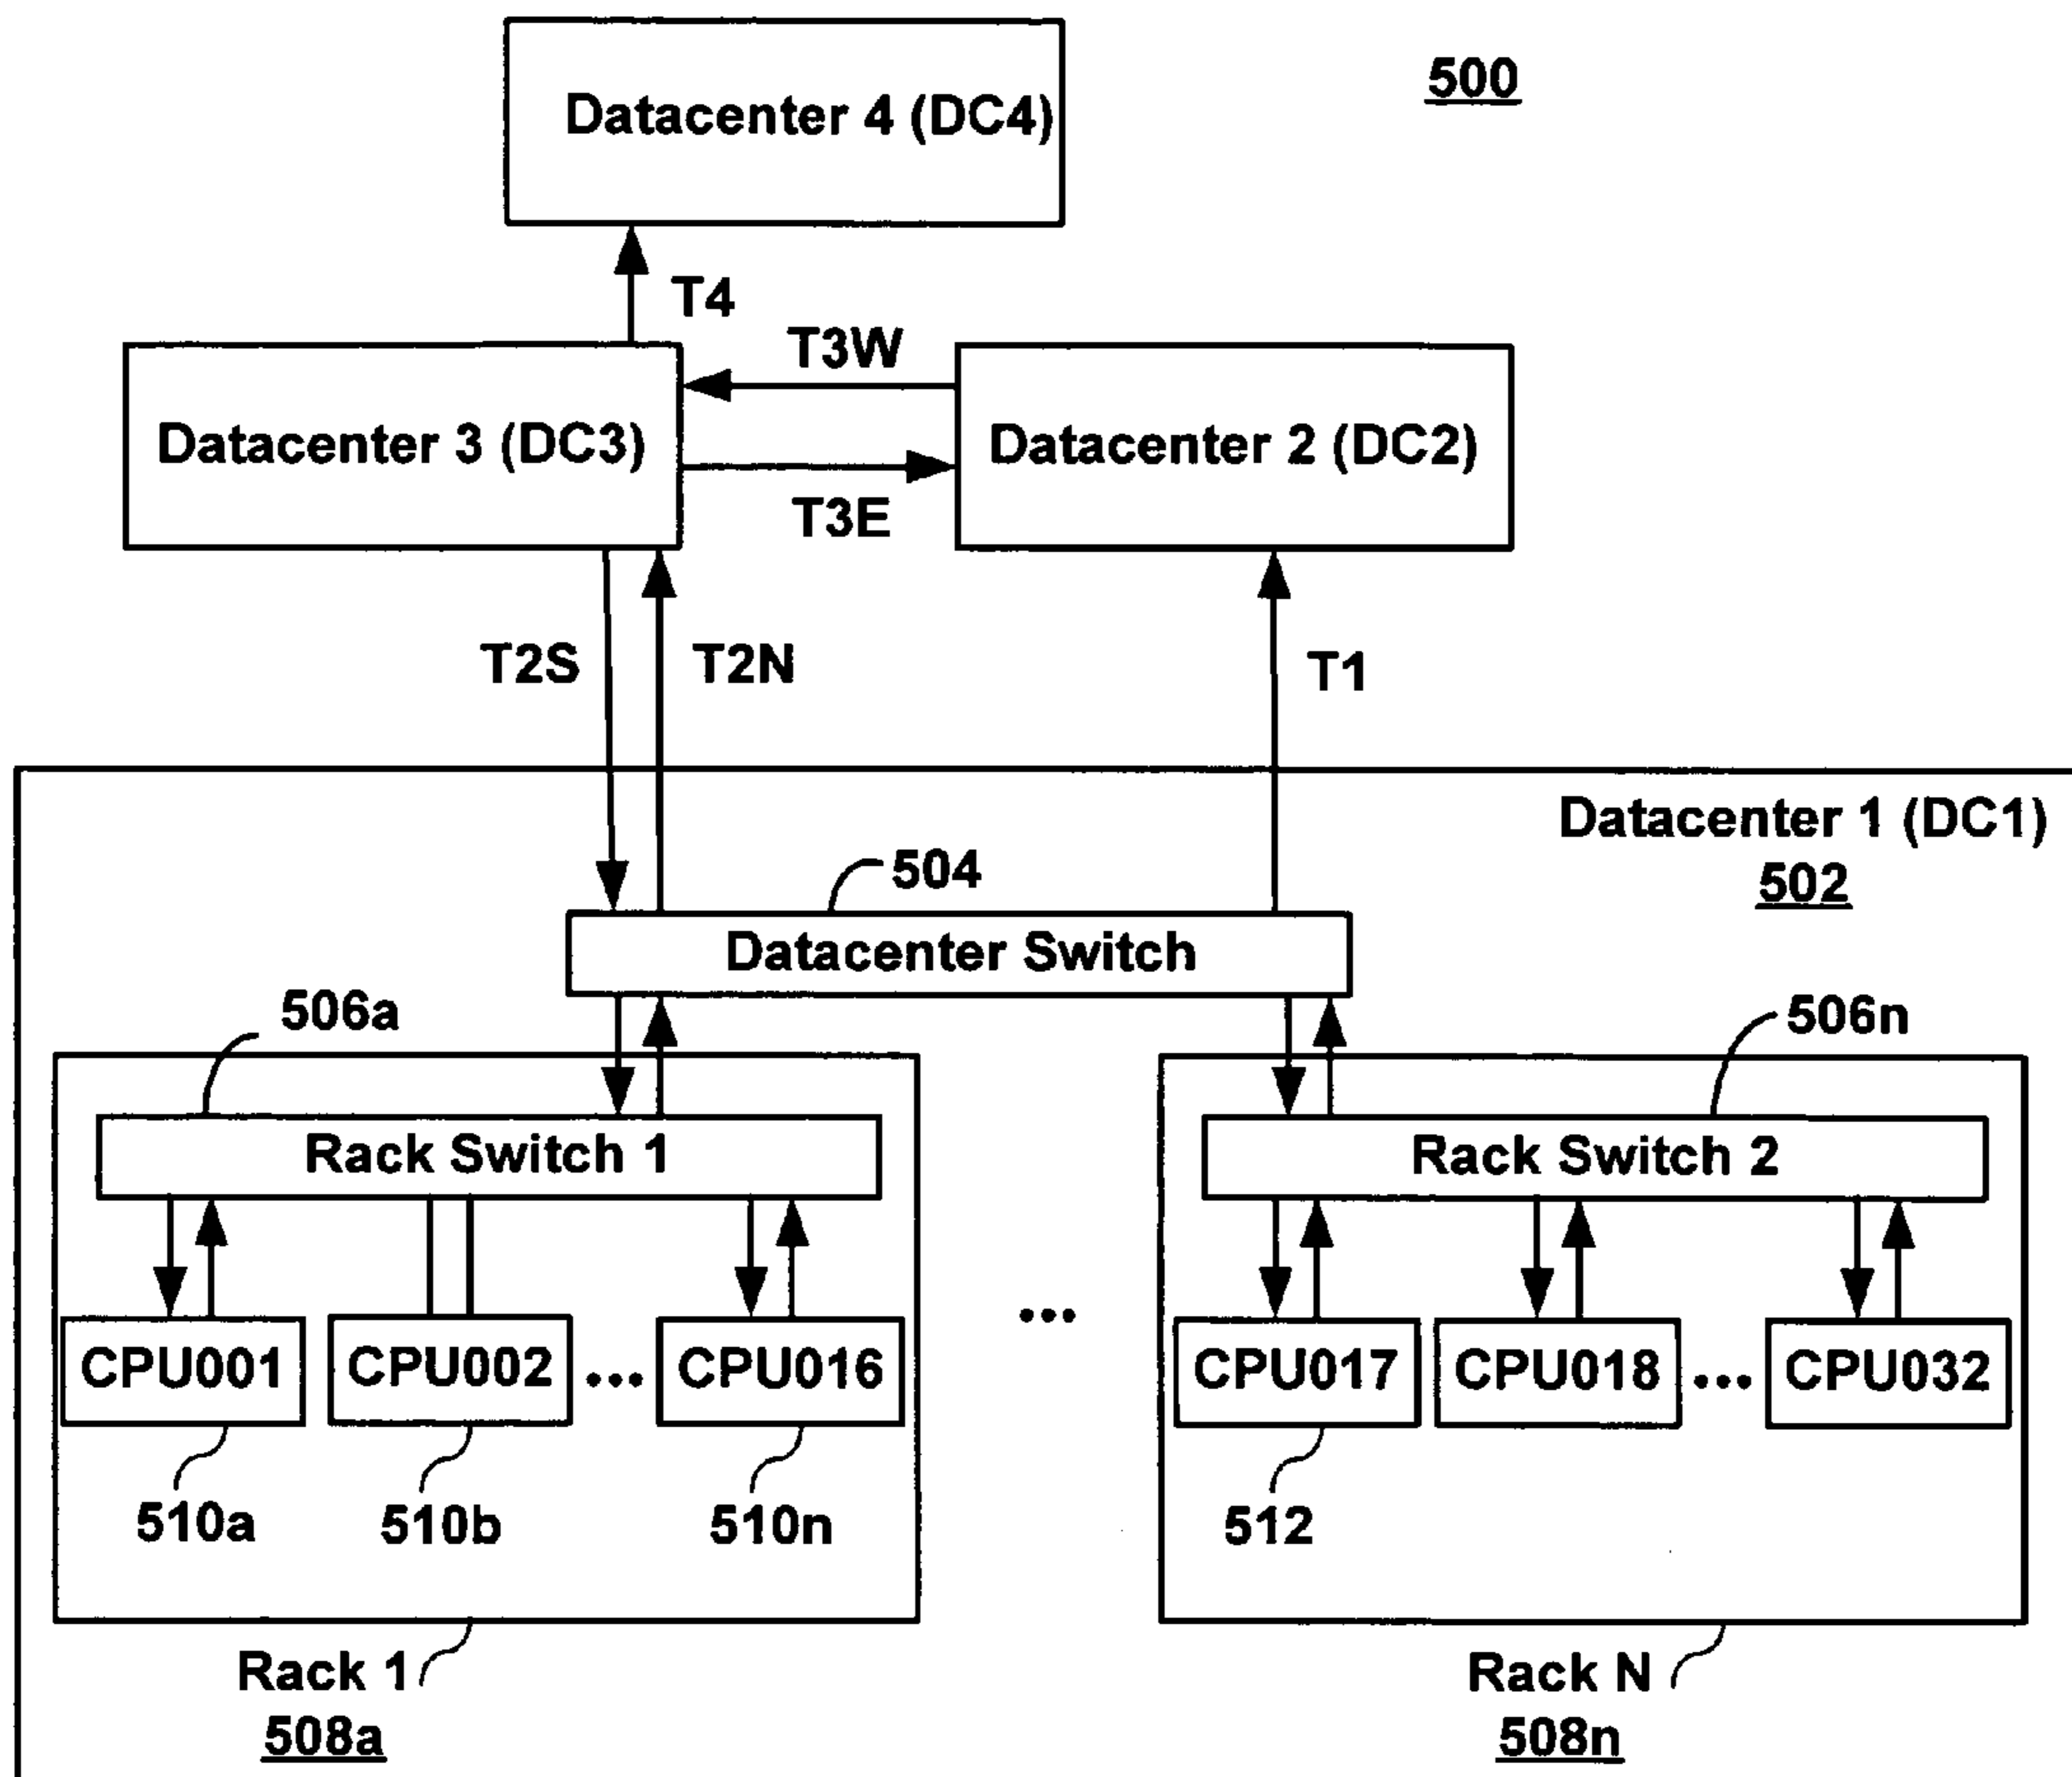 500
Datacenter 4 (DC4)
T4
T3W
Datacenter 3 (DC3)
Datacenter 2 (DC2)
T3E
T2S
T2N
T1
Datacenter 1 (DC1)
502
504
Datacenter Switch
506a
506n
Rack Switch 1
Rack Switch 2
...
CPU001
CPU002
...
CPU016
CPU017
CPU018
...
CPU032
510a
510b
510n
512
Rack 1
508a
Rack N
508n